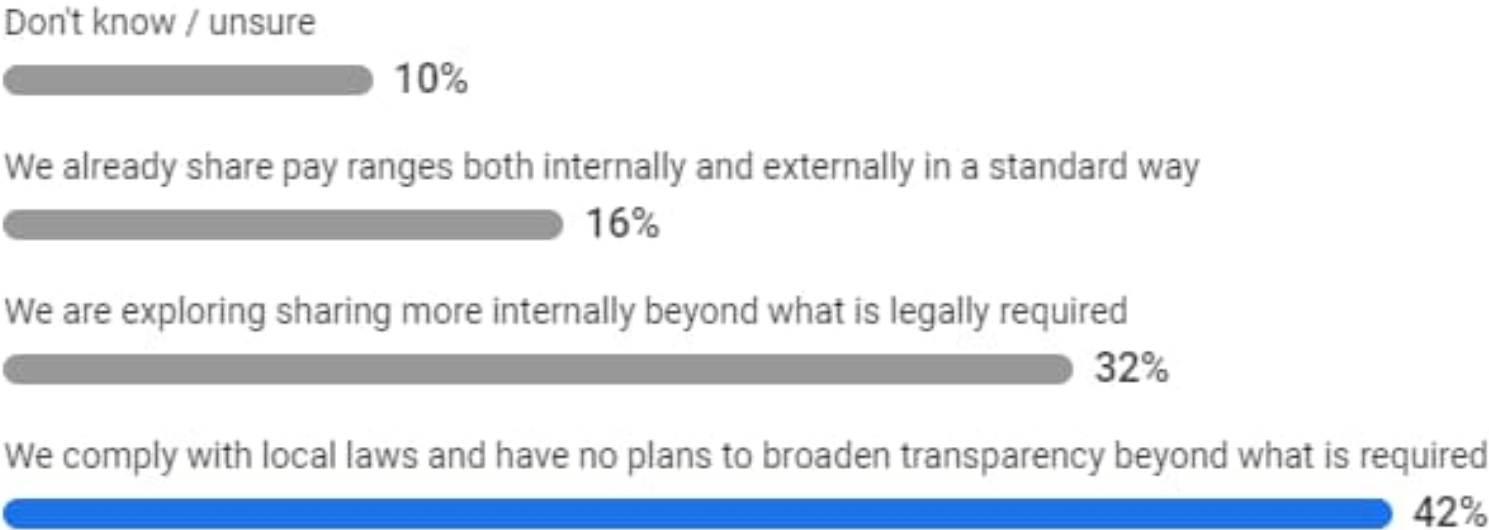 Don't know / unsure
10%
We already share pay ranges both internally and externally in a standard way
16%
We are exploring sharing more internally beyond what is legally required
32%
We comply with local laws and have no plans to broaden transparency beyond what is required
42%